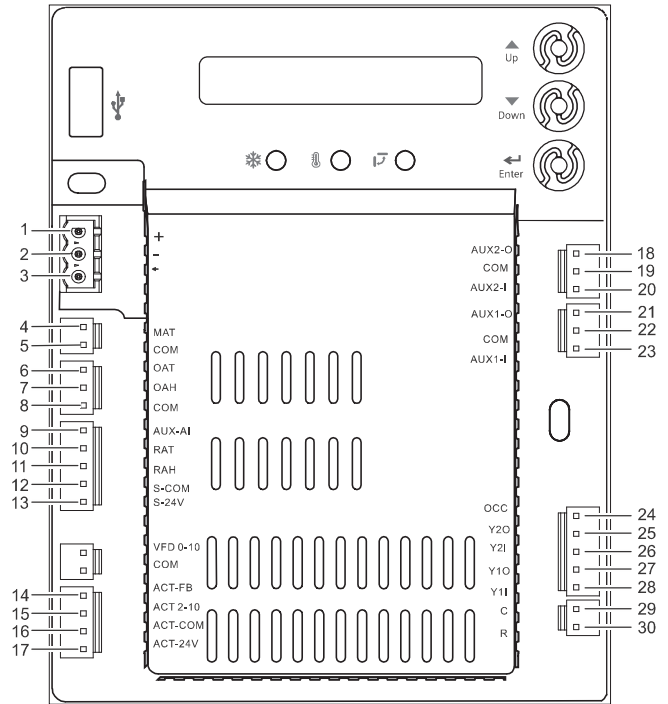 Up
Down
Enter
1
2
3
+
−
4
5
6
7
8
9
10
11
12
13
14
15
16
17
MAT
COM
OAT
OAH
COM
AUX-AI
RAT
RAH
S-COM
S-24V
VFD 0-10
COM
ACT-FB
ACT 2-10
ACT-COM
ACT-24V
AUX2-O
COM
AUX2-I
AUX1-O
COM
AUX1-I
OCC
Y2O
Y2I
Y1O
Y1I
C
R
18
19
20
21
22
23
24
25
26
27
28
29
30